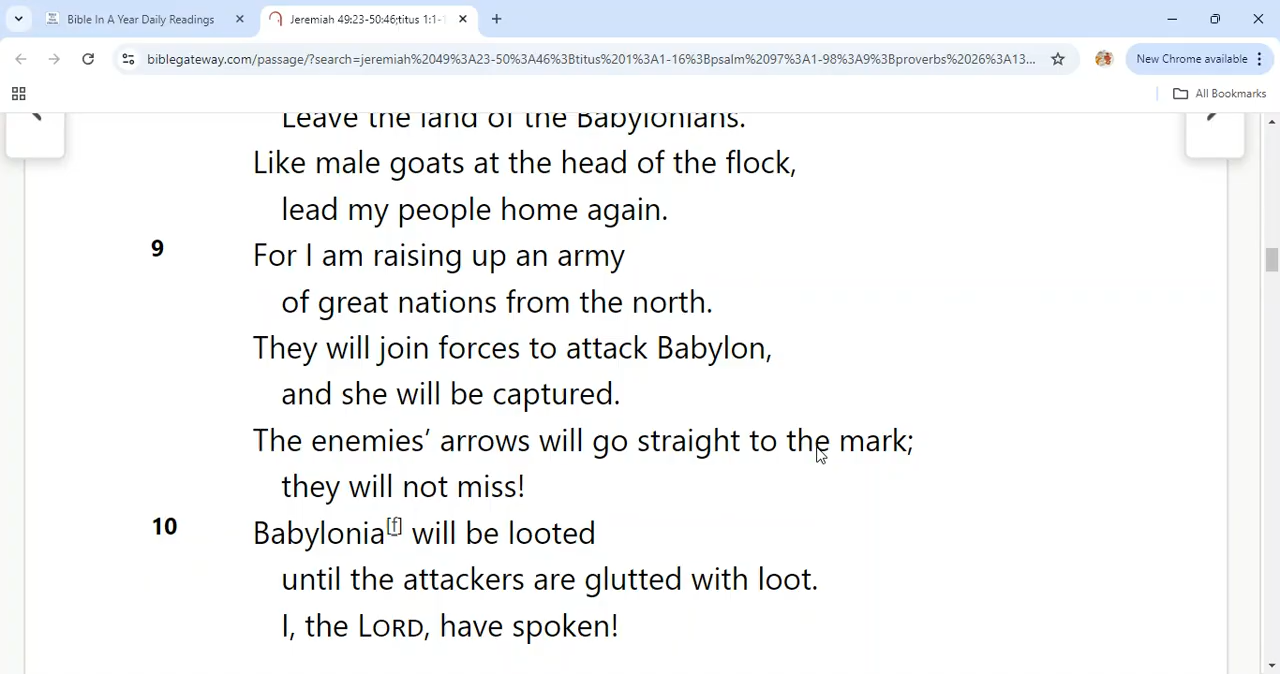 Bible In A Year Daily Readings
Jeremiah 49:23-50:46;titus 1:1-1
biblegateway.com/passage/?search=jeremiah%2049%3A23-50%3A46%3Btitus%201%3A1-16%3Bpsalm%2097%3A1-98%3A9%3Bproverbs%2026%3A13...
New Chrome available
All Bookmarks
Leave the land of the Babylonians.
Like male goats at the head of the flock,
lead my people home again.
9 For I am raising up an army
of great nations from the north.
They will join forces to attack Babylon,
and she will be captured.
The enemies’ arrows will go straight to the mark;
they will not miss!
10 Babylonia[f] will be looted
until the attackers are glutted with loot.
I, the LORD, have spoken!